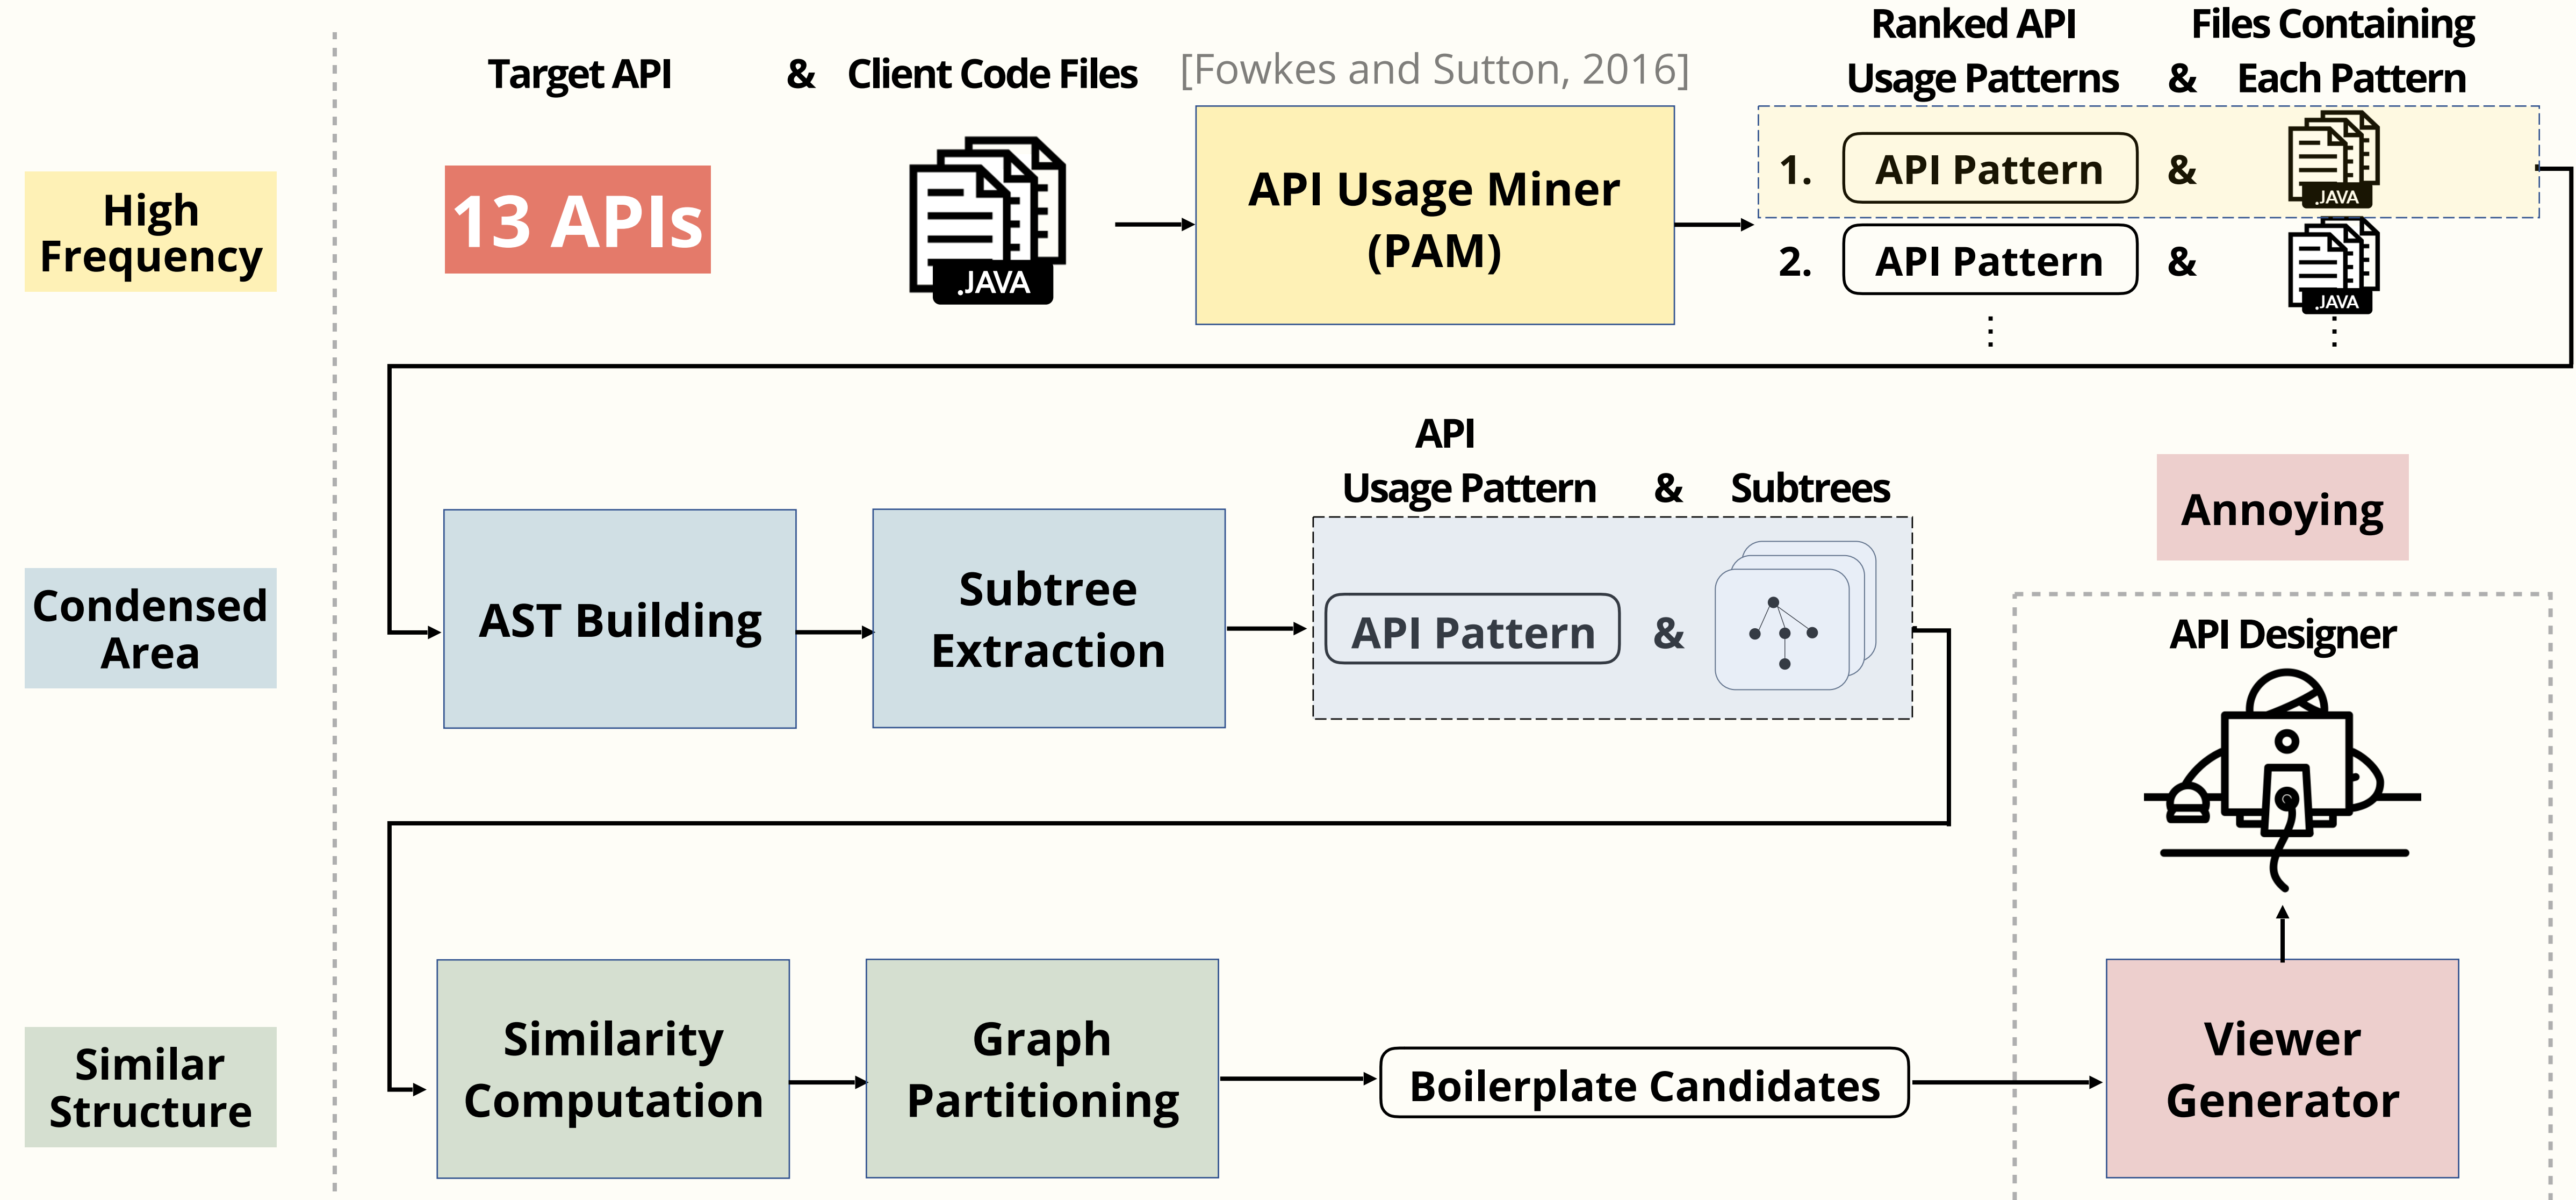 Target API & Client Code Files
[Fowkes and Sutton, 2016]
Ranked API
Usage Patterns
&
Files Containing
Each Pattern
High
Frequency
13 APIs
.JAVA
API Usage Miner
(PAM)
1. API Pattern &
.JAVA
2. API Pattern &
.JAVA
Condensed
Area
AST Building
Subtree
Extraction
API
Usage Pattern & Subtrees
API Pattern &
Annoying
API Designer
Similar
Structure
Similarity
Computation
Graph
Partitioning
Boilerplate Candidates
Viewer
Generator